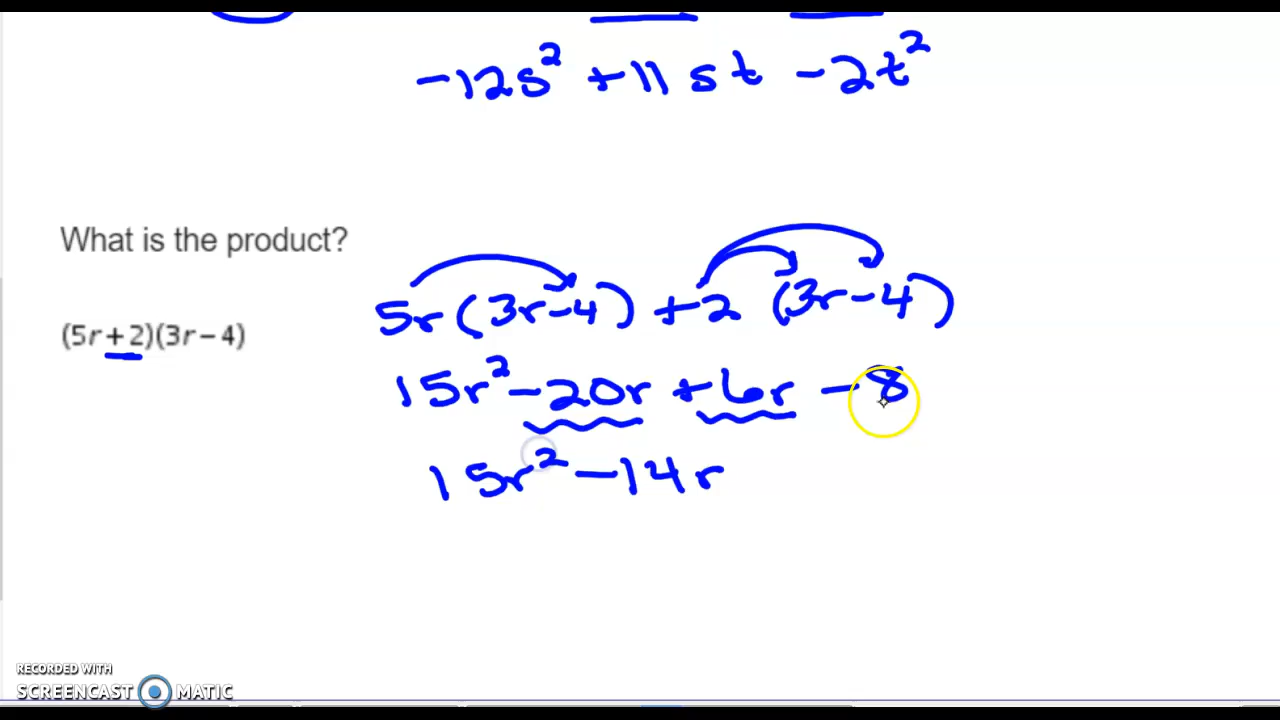 -12s² +11st -2t²
What is the product?
5r(3r-4) +2 (3r-4)
(5r+2)(3r-4)
15r² -20r +6r -8
15r² -14r
RECORDED WITH
SCREENCAST MATIC